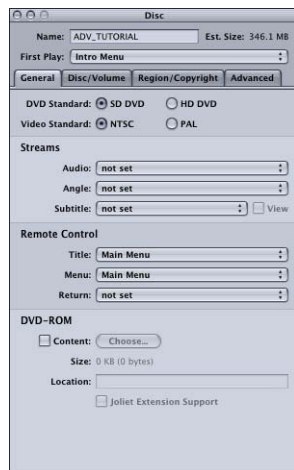 Disc
Name: ADV_TUTORIAL Est. Size: 346.1 MB
First Play: Intro Menu
General Disc/Volume Region/Copyright Advanced
DVD Standard: SD DVD HD DVD
Video Standard: NTSC PAL
Streams
Audio: not set
Angle: not set
Subtitle: not set View
Remote Control
Title: Main Menu
Menu: Main Menu
Return: not set
DVD-ROM
Content: Choose...
Size: 0 KB (0 bytes)
Location:
Joliet Extension Support